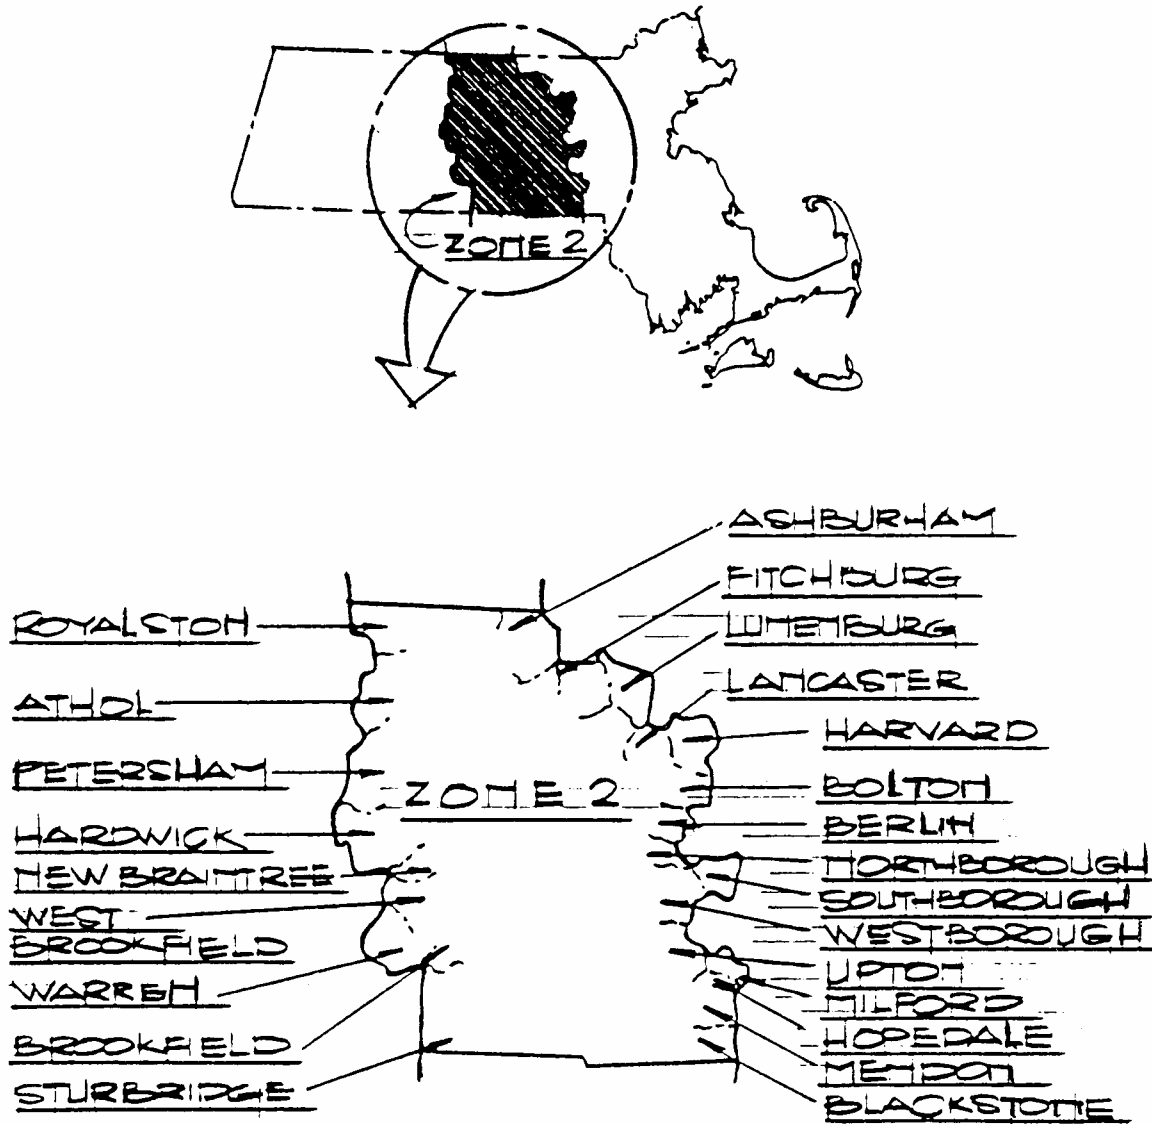 ZONE 2
ASHBURHAM
FITCHBURG
LUNENBURG
LANCASTER
HARVARD
BOLTON
BERLIN
NORTHBOROUGH
SOUTHBOROUGH
WESTBOROUGH
UPTON
MILFORD
HOPEDALE
MENDON
BLACKSTONE
ROYALSTON
ATHOL
PETERSHAM
HARDWICK
NEW BRAINTREE
WEST
BROOKFIELD
WARREN
BROOKFIELD
STURBRIDGE
ZONE 2